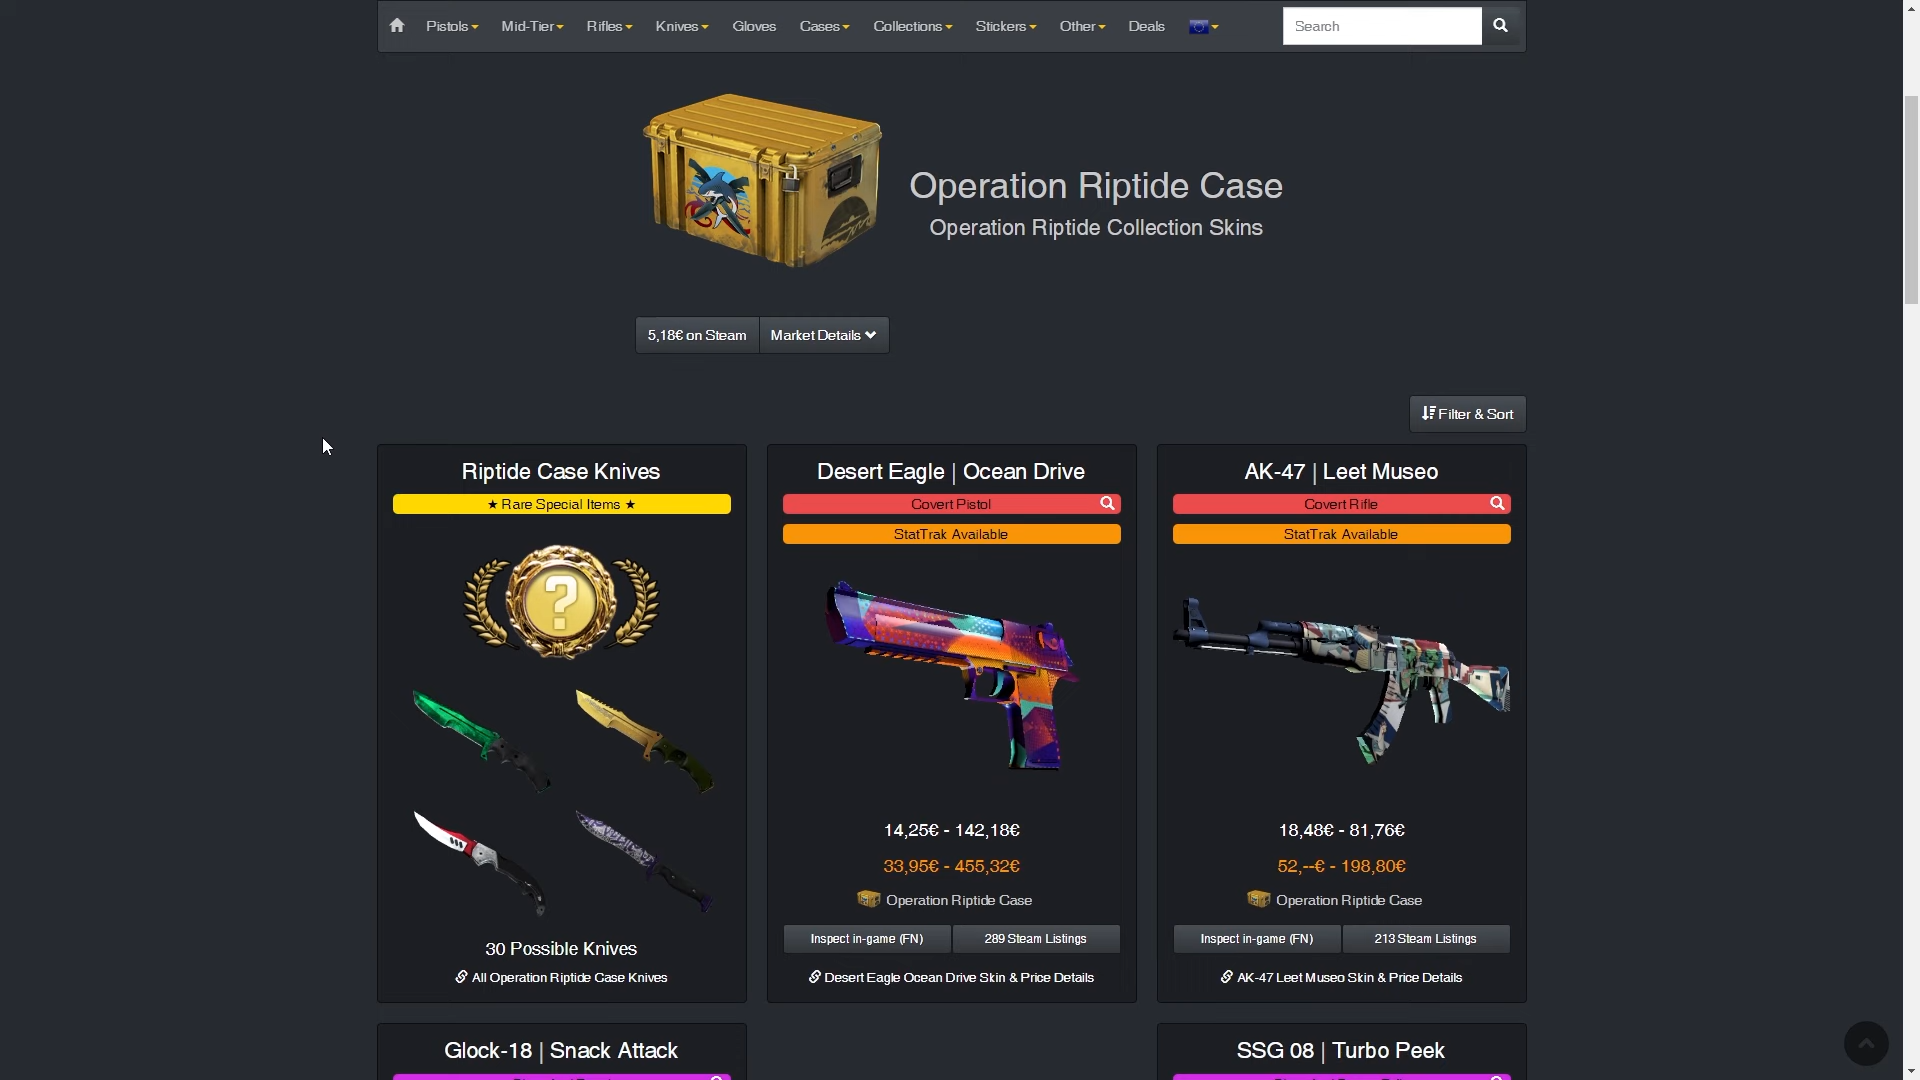 Pistols
Mid-Tier
Rifles
Knives
Gloves
Cases
Collections
Stickers
Other
Deals
Search
Operation Riptide Case
Operation Riptide Collection Skins
5,18€ on Steam
Market Details
Filter & Sort
Riptide Case Knives
★ Rare Special Items ★
30 Possible Knives
All Operation Riptide Case Knives
Desert Eagle | Ocean Drive
Covert Pistol
StatTrak Available
14,25€ - 142,18€
33,95€ - 455,32€
Operation Riptide Case
Inspect in-game (FN)
289 Steam Listings
Desert Eagle Ocean Drive Skin & Price Details
AK-47 | Leet Museo
Covert Rifle
StatTrak Available
18,48€ - 81,76€
52,--€ - 198,80€
Operation Riptide Case
Inspect in-game (FN)
213 Steam Listings
AK-47 Leet Museo Skin & Price Details
Glock-18 | Snack Attack
SSG 08 | Turbo Peek